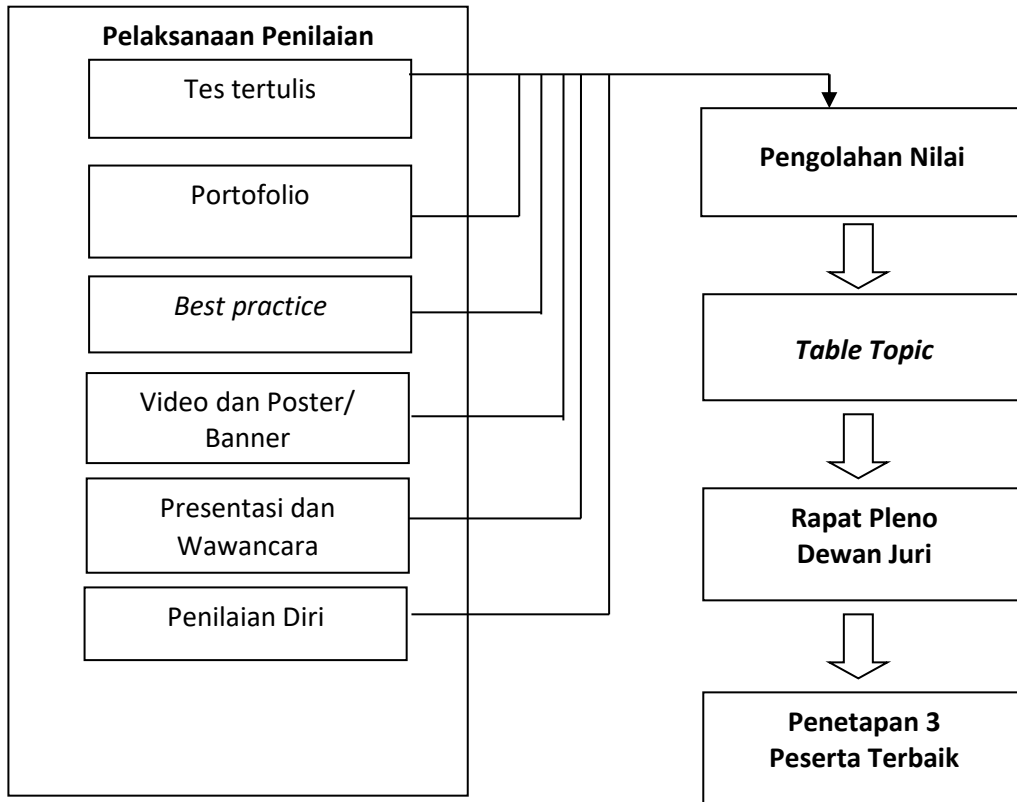 Pelaksanaan Penilaian
Tes tertulis
Portofolio
Best practice
Video dan Poster/
Banner
Presentasi dan
Wawancara
Penilaian Diri
Pengolahan Nilai
Table Topic
Rapat Pleno
Dewan Juri
Penetapan 3
Peserta Terbaik